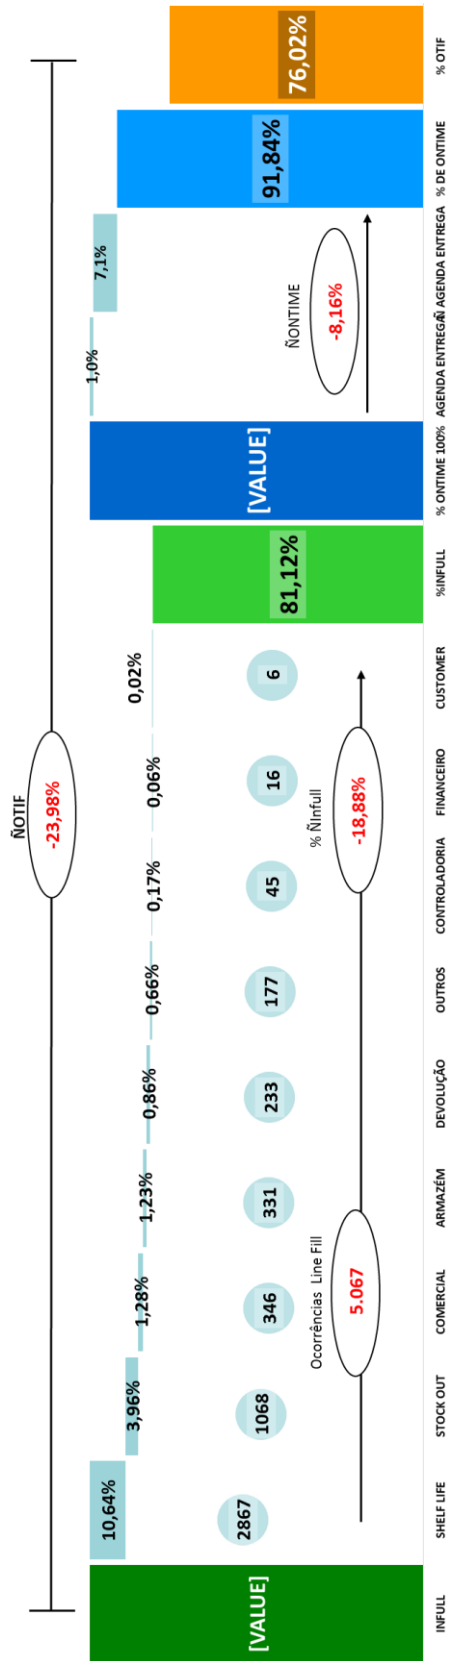 ÑOTIF
-23,98%
10,64%
3,96%
1,28%
1,23%
0,86%
0,66%
0,17%
0,06%
0,02%
1,0%
7,1%
[VALUE]
2867
1068
346
331
233
177
45
16
6
81,12%
[VALUE]
91,84%
76,02%
Ocorrências Line Fill
5.067
% ÑInfull
-18,88%
ÑONTIME
-8,16%
INFULL
SHELF LIFE
STOCK OUT
COMERCIAL
ARMAZÉM
DEVOLUÇÃO
OUTROS
CONTROLADORIA
FINANCEIRO
CUSTOMER
%INFULL
% ONTIME 100%
AGENDA ENTREGA
Ñ AGENDA ENTREGA
% DE ONTIME
% OTIF